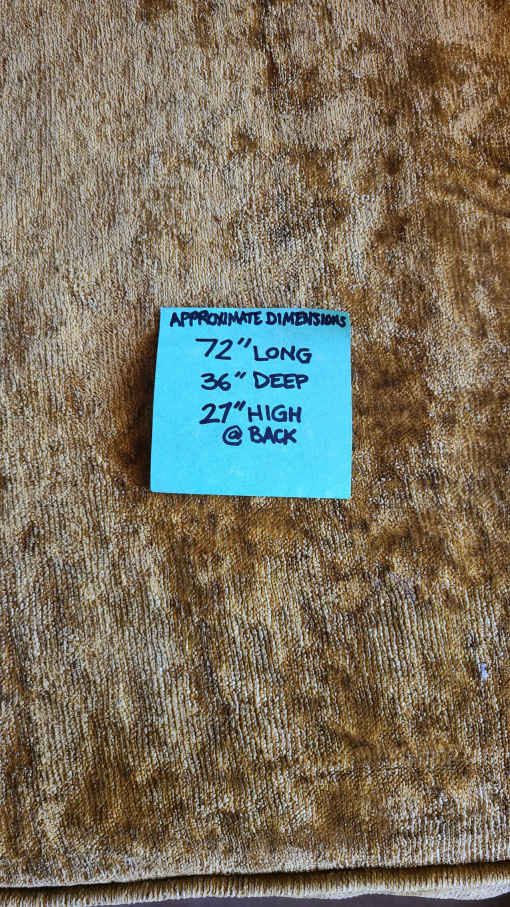 APPROXIMATE DIMENSIONS
72" LONG
36" DEEP
27" HIGH
@ BACK